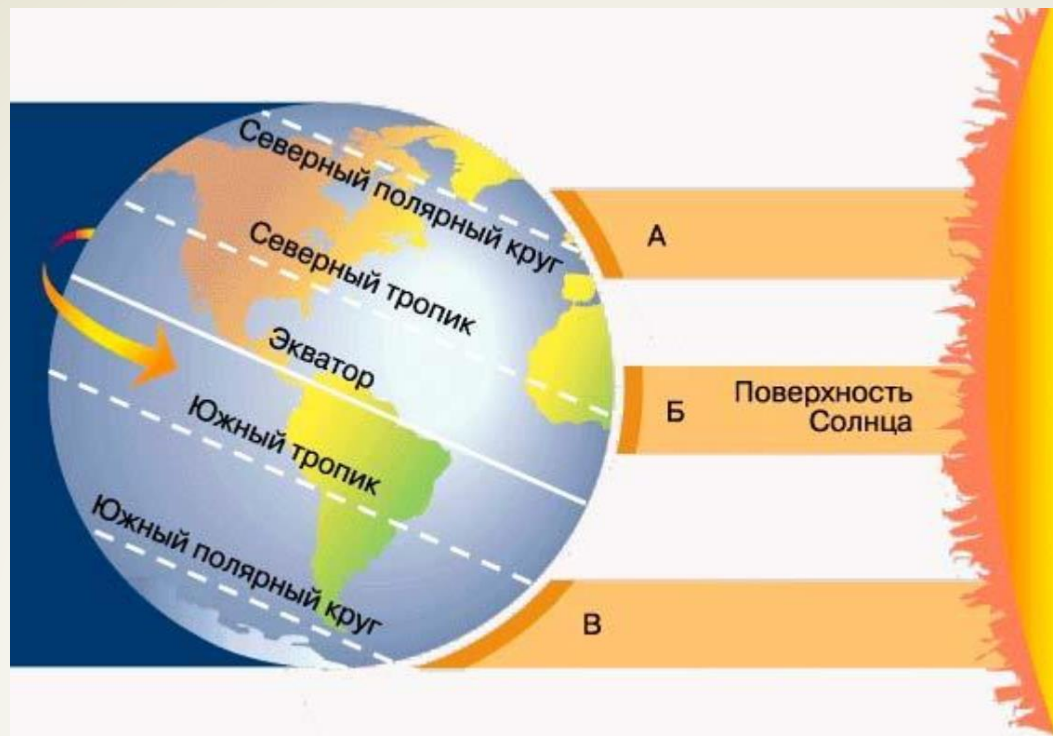 Северный полярный круг
А
Северный тропик
Экватор
Б
Поверхность
Солнца
Южный тропик
Южный полярный круг
В